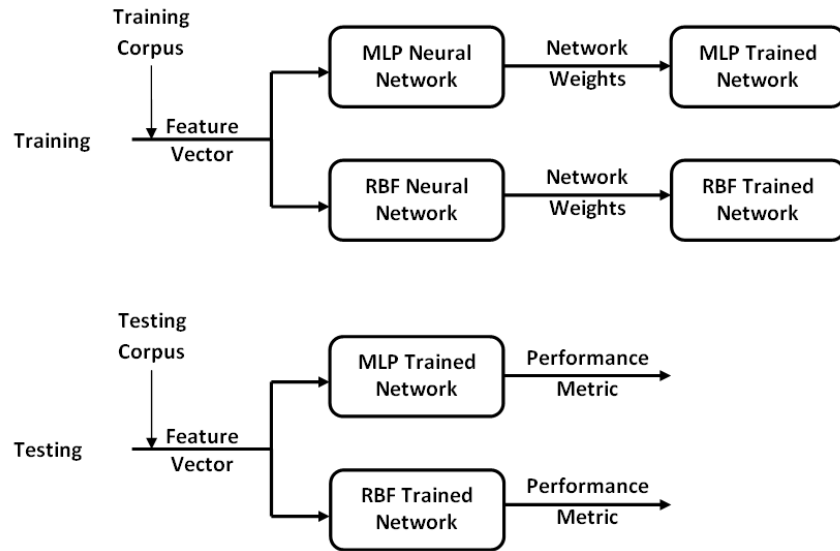 Training
Corpus
Training
Feature
Vector
MLP Neural
Network
Network
Weights
MLP Trained
Network
RBF Neural
Network
Network
Weights
RBF Trained
Network
Testing
Corpus
Testing
Feature
Vector
MLP Trained
Network
Performance
Metric
RBF Trained
Network
Performance
Metric